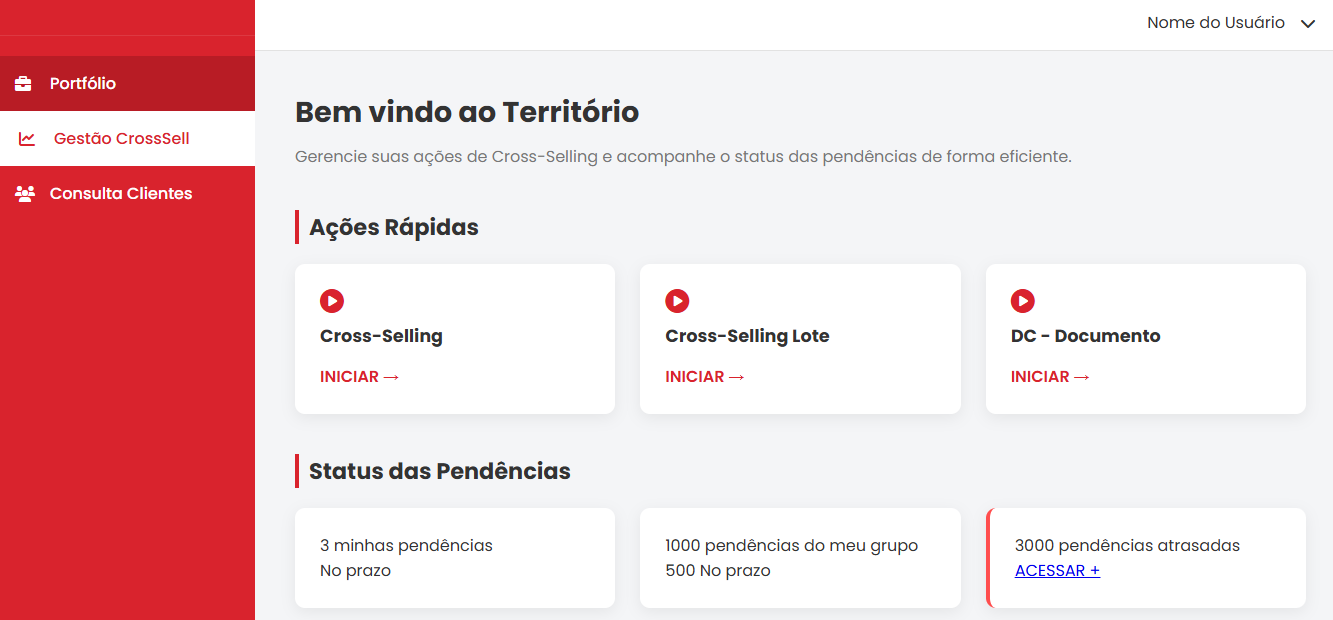 Nome do Usuário
Portfólio
Gestão CrossSell
Consulta Clientes
Bem vindo ao Território
Gerencie suas ações de Cross-Selling e acompanhe o status das pendências de forma eficiente.
Ações Rápidas
Cross-Selling
INICIAR →
Cross-Selling Lote
INICIAR →
DC - Documento
INICIAR →
Status das Pendências
3 minhas pendências
No prazo
1000 pendências do meu grupo
500 No prazo
3000 pendências atrasadas
ACESSAR +